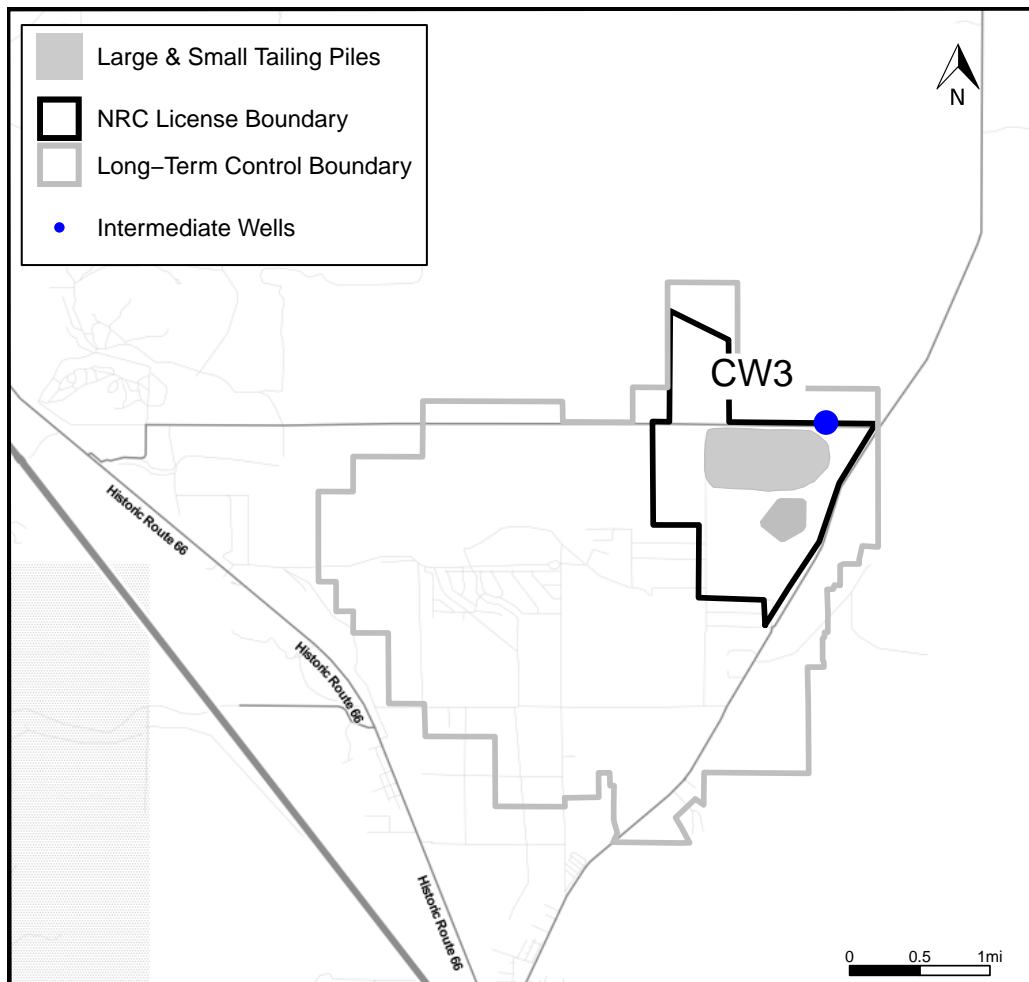 Large & Small Tailing Piles
NRC License Boundary
Long−Term Control Boundary
Intermediate Wells
N
CW3
Historic Route 66
Historic Route 66
Historic Route 66
0 0.5 1mi